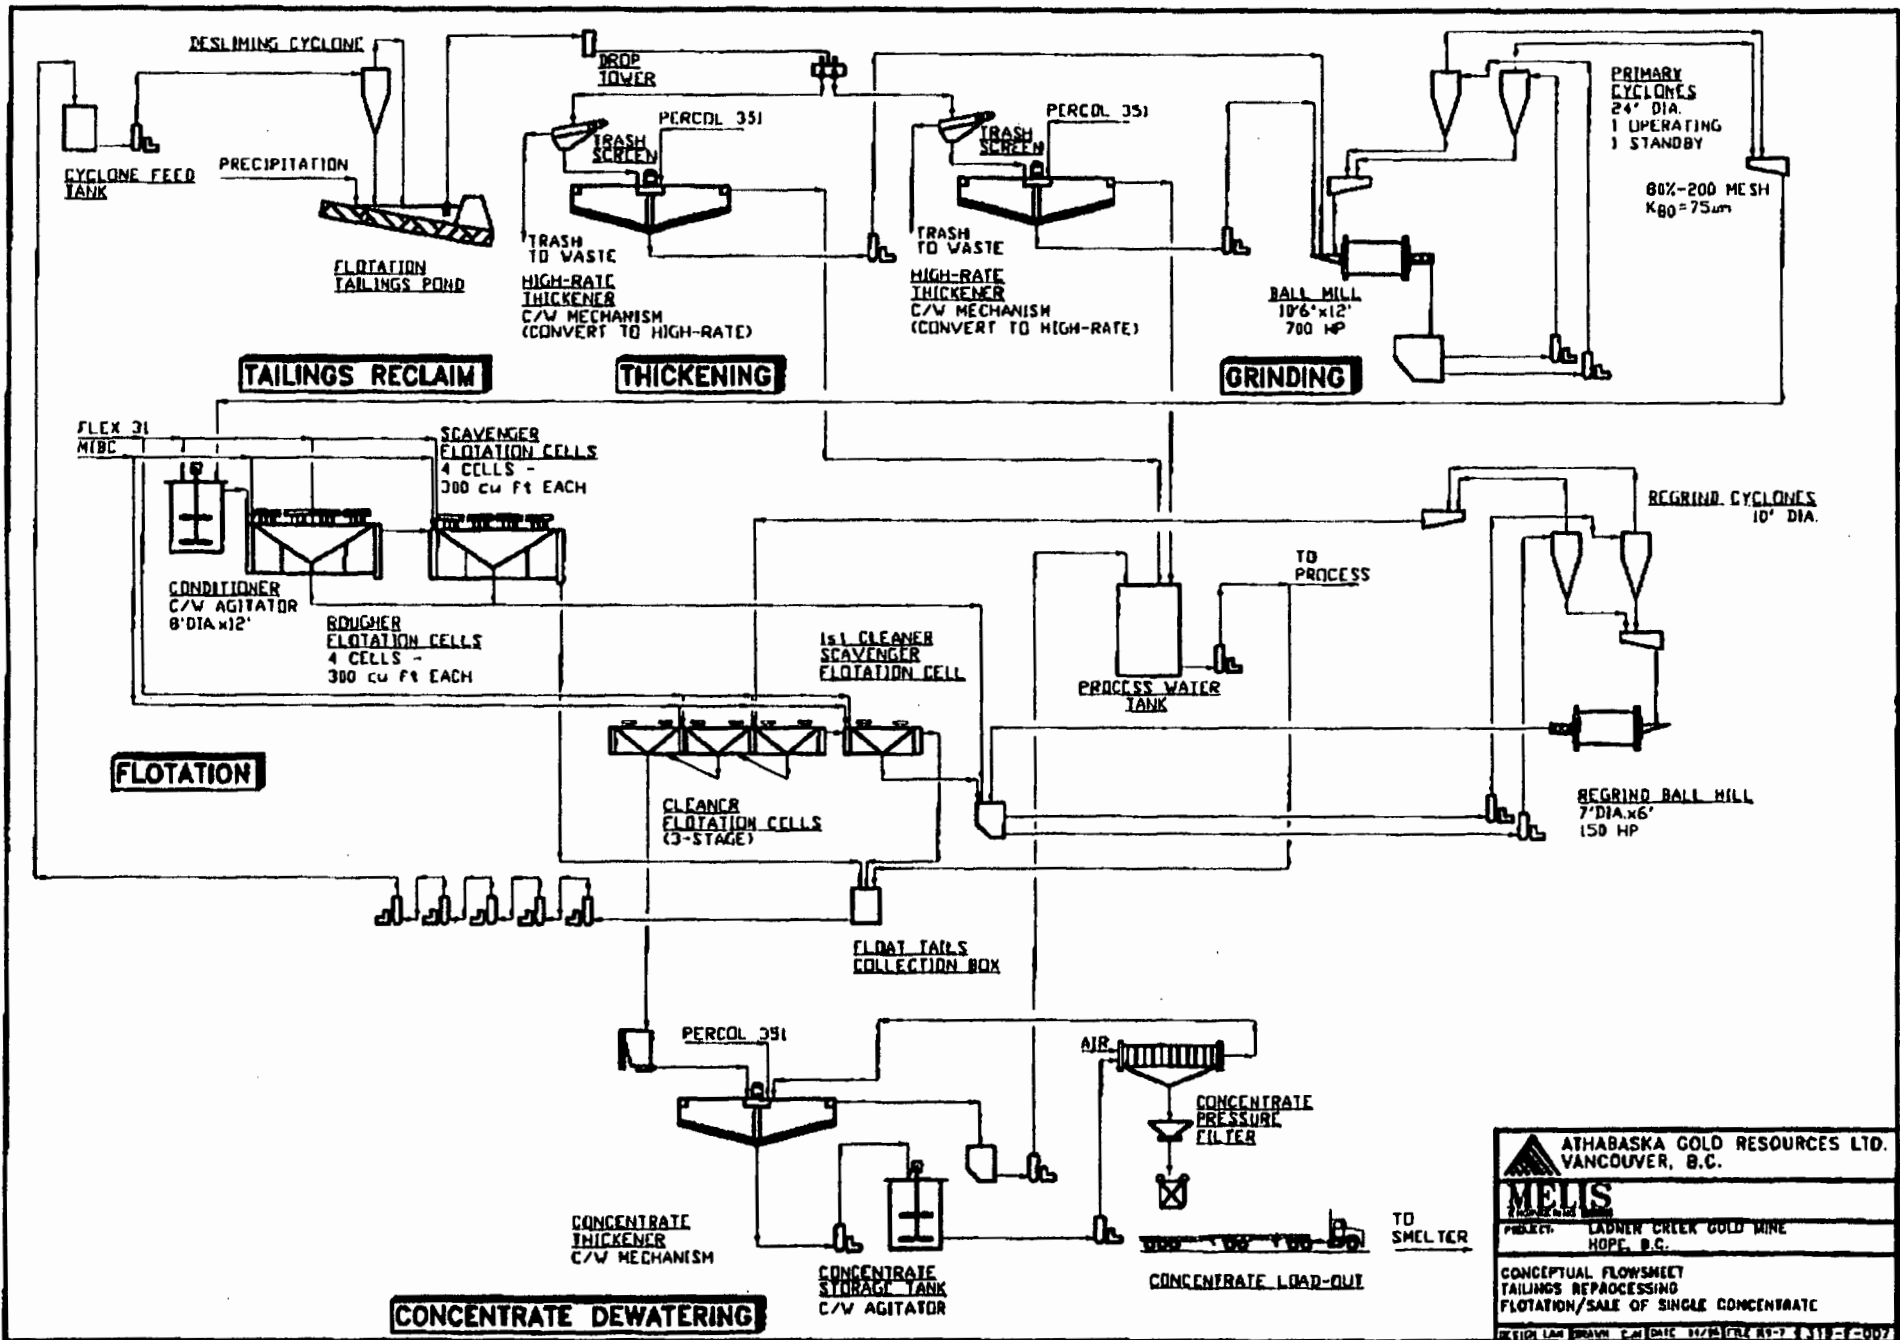 DESLIMING CYCLONE
CYCLONE FEED
TANK
PRECIPITATION
FLOTATION
TAILINGS POND
DROP
TOWER
TRASH
SCREEN
PERCOL 351
TRASH
TO WASTE
HIGH-RATE
THICKENER
C/W MECHANISM
(CONVERT TO HIGH-RATE)
TRASH
SCREEN
PERCOL 351
TRASH
TO WASTE
HIGH-RATE
THICKENER
C/W MECHANISM
(CONVERT TO HIGH-RATE)
PRIMARY
CYCLONES
24" DIA.
1 OPERATING
1 STANDBY
80%-200 MESH
K80=75um
BALL MILL
10'6"x12'
700 HP
TAILINGS RECLAIM
THICKENING
GRINDING
FLEX 31
MIBC
SCAVENGER
FLOTATION CELLS
4 CELLS -
300 cu Ft EACH
CONDITIONER
C/W AGITATOR
8'DIA.x12'
ROUGHER
FLOTATION CELLS
4 CELLS -
300 cu Ft EACH
1st CLEANER
SCAVENGER
FLOTATION CELL
TO
PROCESS
PROCESS WATER
TANK
REGRIND CYCLONES
10" DIA.
FLOTATION
CLEANER
FLOTATION CELLS
(3-STAGE)
REGRIND BALL MILL
7'DIA.x6'
150 HP
FLOAT TAILS
COLLECTION BOX
PERCOL 351
AIR
CONCENTRATE
PRESSURE
FILTER
CONCENTRATE
THICKENER
C/W MECHANISM
CONCENTRATE
STORAGE TANK
C/W AGITATOR
CONCENTRATE LOAD-OUT
TO
SMELTER
CONCENTRATE DEWATERING
ATHABASKA GOLD RESOURCES LTD.
VANCOUVER, B.C.
MELIS
PROJECT: LADNER CREEK GOLD MINE
HOPE, B.C.
CONCEPTUAL FLOWSHEET
TAILINGS REPROCESSING
FLOTATION/SALE OF SINGLE CONCENTRATE
DESIGN LAM DRAWN DATE FILE